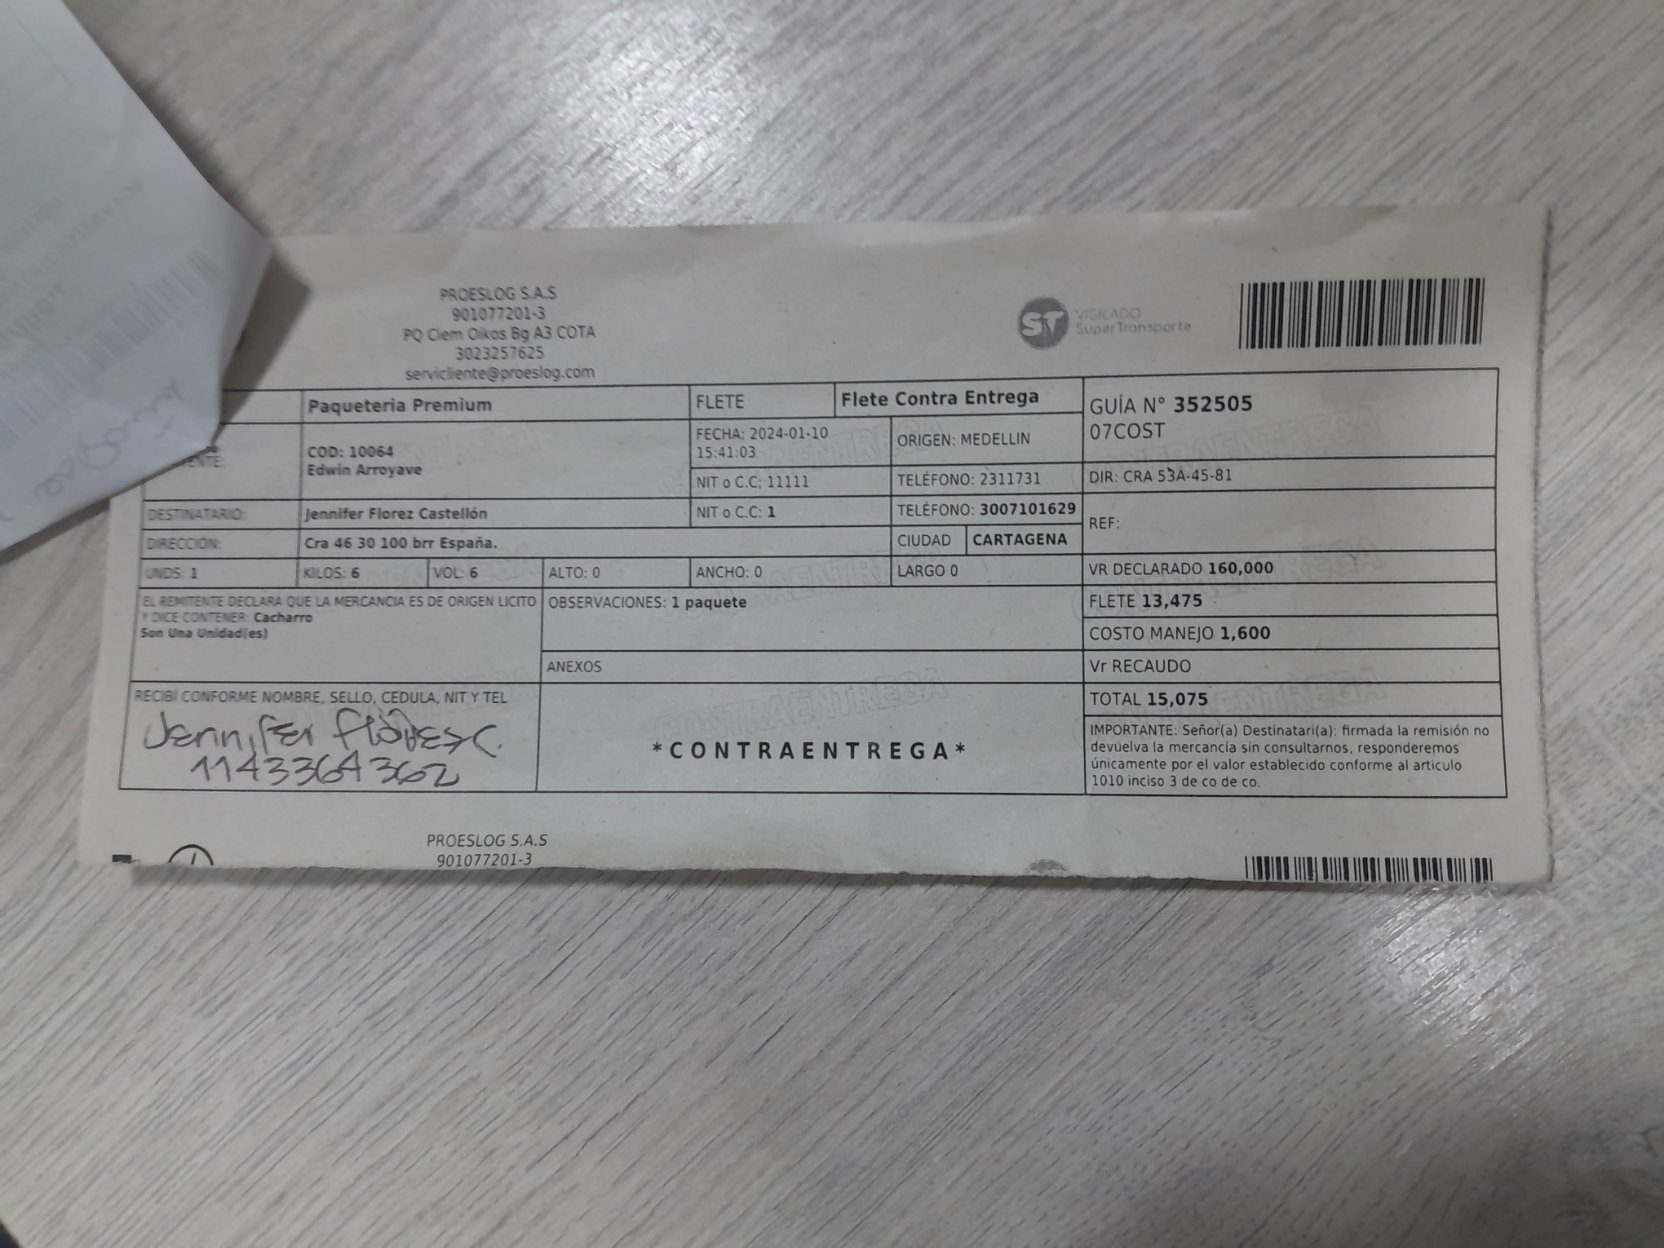 PROESLOG S.A.S
901077201-3
PQ Ciem Oikos Bg A3 COTA
3023257625
servicliente@proeslog.com
ST VIGILADO
SuperTransporte
Paqueteria Premium FLETE Flete Contra Entrega
GUÍA N° 352505
07COST
COD: 10064
Edwin Arroyave
FECHA: 2024-01-10
15:41:03
ORIGEN: MEDELLIN
NIT o C.C; 11111 TELÉFONO: 2311731 DIR: CRA 53A-45-81
DESTINATARIO: Jennifer Florez Castellón NIT o C.C: 1 TELÉFONO: 3007101629
REF:
DIRECCIÓN: Cra 46 30 100 brr España. CIUDAD CARTAGENA
UNDS: 1 KILOS: 6 VOL: 6 ALTO: 0 ANCHO: 0 LARGO 0 VR DECLARADO 160,000
EL REMITENTE DECLARA QUE LA MERCANCIA ES DE ORIGEN LICITO
Y DICE CONTENER: Cacharro
Son Una Unidad(es)
OBSERVACIONES: 1 paquete
FLETE 13,475
COSTO MANEJO 1,600
ANEXOS
Vr RECAUDO
RECIBÍ CONFORME NOMBRE, SELLO, CEDULA, NIT Y TEL
TOTAL 15,075
Jennifer Flórez C.
1143364362
*CONTRAENTREGA*
IMPORTANTE: Señor(a) Destinatari(a): firmada la remisión no
devuelva la mercancía sin consultarnos, responderemos
únicamente por el valor establecido conforme al articulo
1010 inciso 3 de co de co.
PROESLOG S.A.S
901077201-3